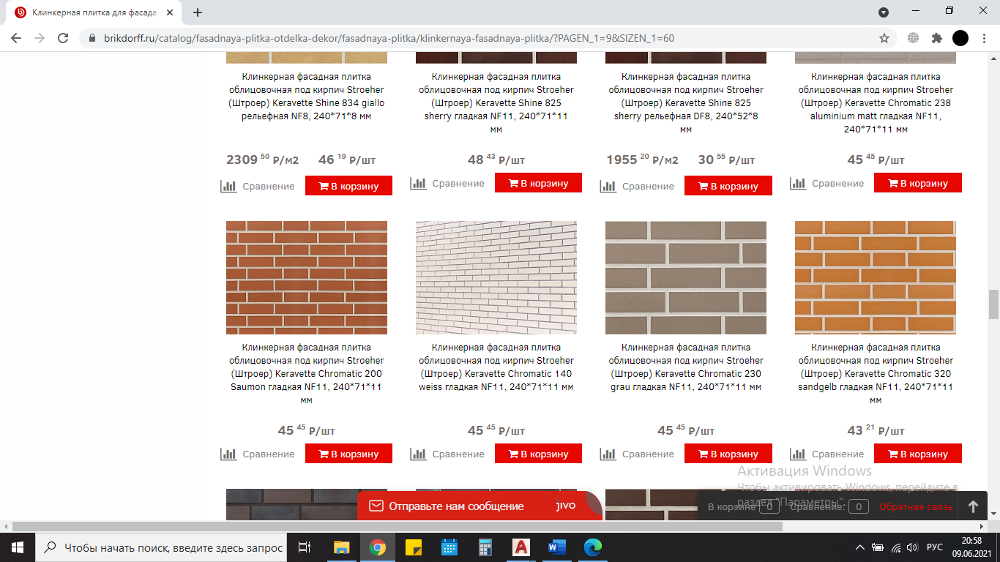 Клинкерная плитка для фасада
brikdorff.ru/catalog/fasadnaya-plitka-otdelka-dekor/fasadnaya-plitka/klinkernaya-fasadnaya-plitka/?PAGEN_1=9&SIZEN_1=60
Клинкерная фасадная плитка
облицовочная под кирпич Stroeher
(Штроер) Keravette Shine 834 giallo
рельефная NF8, 240*71*8 мм
2309 50 Р/м2 46 19 Р/шт
Сравнение
В корзину
Клинкерная фасадная плитка
облицовочная под кирпич Stroeher
(Штроер) Keravette Shine 825
sherry гладкая NF11, 240*71*11
мм
48 43 Р/шт
Сравнение
В корзину
Клинкерная фасадная плитка
облицовочная под кирпич Stroeher
(Штроер) Keravette Shine 825
sherry рельефная DF8, 240*52*8
мм
1955 20 Р/м2 30 55 Р/шт
Сравнение
В корзину
Клинкерная фасадная плитка
облицовочная под кирпич Stroeher
(Штроер) Keravette Chromatic 238
aluminium matt гладкая NF11,
240*71*11 мм
45 45 Р/шт
Сравнение
В корзину
Клинкерная фасадная плитка
облицовочная под кирпич Stroeher
(Штроер) Keravette Chromatic 200
Saumon гладкая NF11, 240*71*11
мм
45 45 Р/шт
Сравнение
В корзину
Клинкерная фасадная плитка
облицовочная под кирпич Stroeher
(Штроер) Keravette Chromatic 140
weiss гладкая NF11, 240*71*11 мм
45 45 Р/шт
Сравнение
В корзину
Клинкерная фасадная плитка
облицовочная под кирпич Stroeher
(Штроер) Keravette Chromatic 230
grau гладкая NF11, 240*71*11 мм
45 45 Р/шт
Сравнение
В корзину
Клинкерная фасадная плитка
облицовочная под кирпич Stroeher
(Штроер) Keravette Chromatic 320
sandgelb гладкая NF11, 240*71*11
мм
43 21 Р/шт
Сравнение
В корзину
Активация Windows
Чтобы активировать Windows, перейдите в
раздел "Параметры".
Отправьте нам сообщение
jivo
В корзине 0 Сравнение: 0 Обратная связь
Чтобы начать поиск, введите здесь запрос
РУС
20:58
09.06.2021